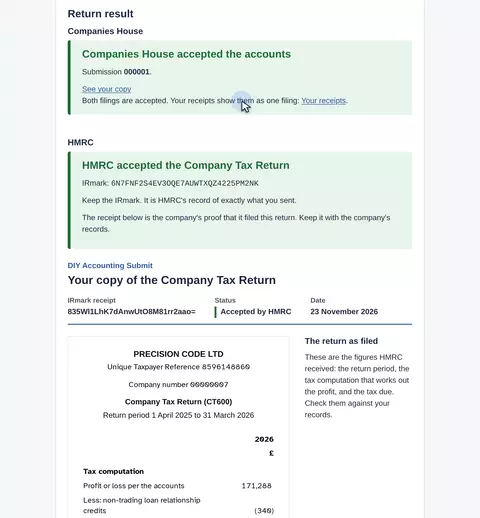 Return result
Companies House
Companies House accepted the accounts
Submission 000001.
See your copy
Both filings are accepted. Your receipts show them as one filing: Your receipts.
HMRC
HMRC accepted the Company Tax Return
IRmark: 6N7FNF2S4EV3OQE7AUWTXQZ4225PM2NK
Keep the IRmark. It is HMRC's record of exactly what you sent.
The receipt below is the company's proof that it filed this return. Keep it with the company's
records.
DIY Accounting Submit
Your copy of the Company Tax Return
IRmark receipt
835Wl1LhK7dAnwUtO8M81rr2aao=
Status
Accepted by HMRC
Date
23 November 2026
PRECISION CODE LTD
Unique Taxpayer Reference 8596148860
Company number 00000007
Company Tax Return (CT600)
Return period 1 April 2025 to 31 March 2026
2026
£
Tax computation
Profit or loss per the accounts 171,288
Less: non-trading loan relationship
credits (340)
The return as filed
These are the figures HMRC
received: the return period, the
tax computation that works out
the profit, and the tax due.
Check them against your
records.